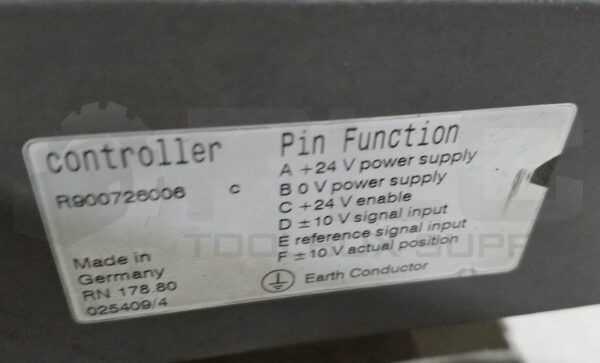 controller
R900726006 c
Made in
Germany
RN 178.80
025409/4
Pin Function
A +24 V power supply
B 0 V power supply
C +24 V enable
D ± 10 V signal input
E reference signal input
F ± 10 V actual position
Earth Conductor